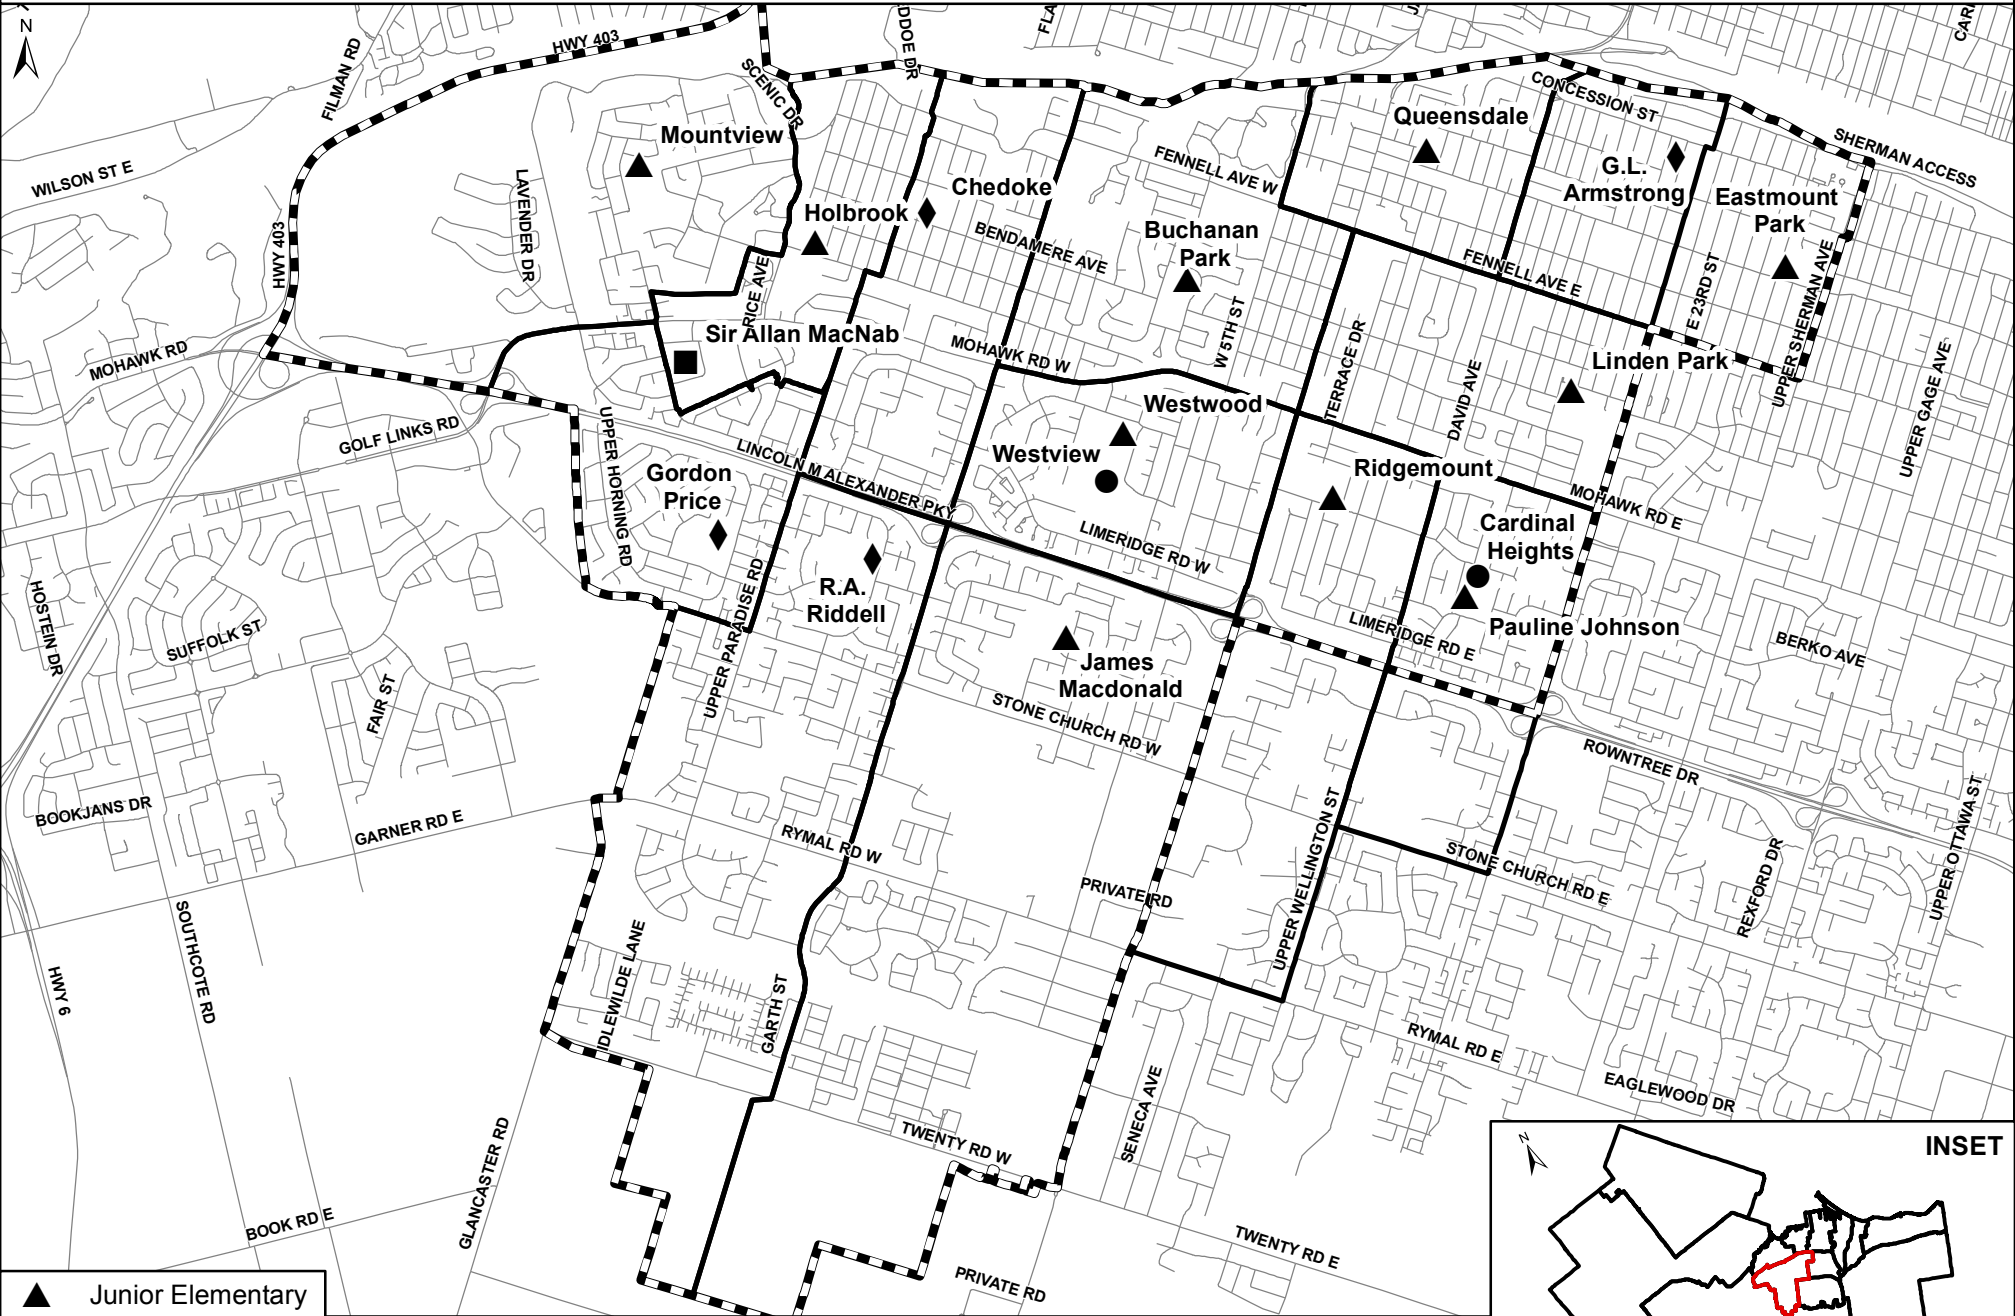 N
FILMAN RD
HWY 403
SCENIC DR
DDOE DR
FLA
CONCESSION ST
SHERMAN ACCESS
WILSON ST E
LAVENDER DR
Mountview
Queensdale
FENNELL AVE W
G.L.
Armstrong
Eastmount
Park
Chedoke
Holbrook
BENDAMERE AVE
Buchanan
Park
HWY 403
RICE AVE
FENNELL AVE E
E 23RD ST
UPPER SHERMAN AVE
Sir Allan MacNab
MOHAWK RD
MOHAWK RD W
W 5TH ST
TERRACE DR
DAVID AVE
Linden Park
UPPER GAGE AVE
GOLF LINKS RD
UPPER HORNING RD
Westwood
LINCOLN M ALEXANDER PKY
Westview
Gordon
Price
Ridgemount
MOHAWK RD E
Cardinal
Heights
LIMERIDGE RD W
R.A.
Riddell
HOSTEIN DR
SUFFOLK ST
UPPER PARADISE RD
LIMERIDGE RD E
Pauline Johnson
BERKO AVE
James
Macdonald
FAIR ST
STONE CHURCH RD W
ROWNTREE DR
BOOKJANS DR
GARNER RD E
RYMAL RD W
UPPER WELLINGTON ST
STONE CHURCH RD E
REXFORD DR
UPPER OTTAWA ST
PRIVATE RD
SOUTHCOTE RD
HWY 6
IDLEWILDE LANE
GARTH ST
RYMAL RD E
SENECA AVE
EAGLEWOOD DR
GLANCASTER RD
TWENTY RD W
BOOK RD E
TWENTY RD E
PRIVATE RD
N
INSET
Junior Elementary